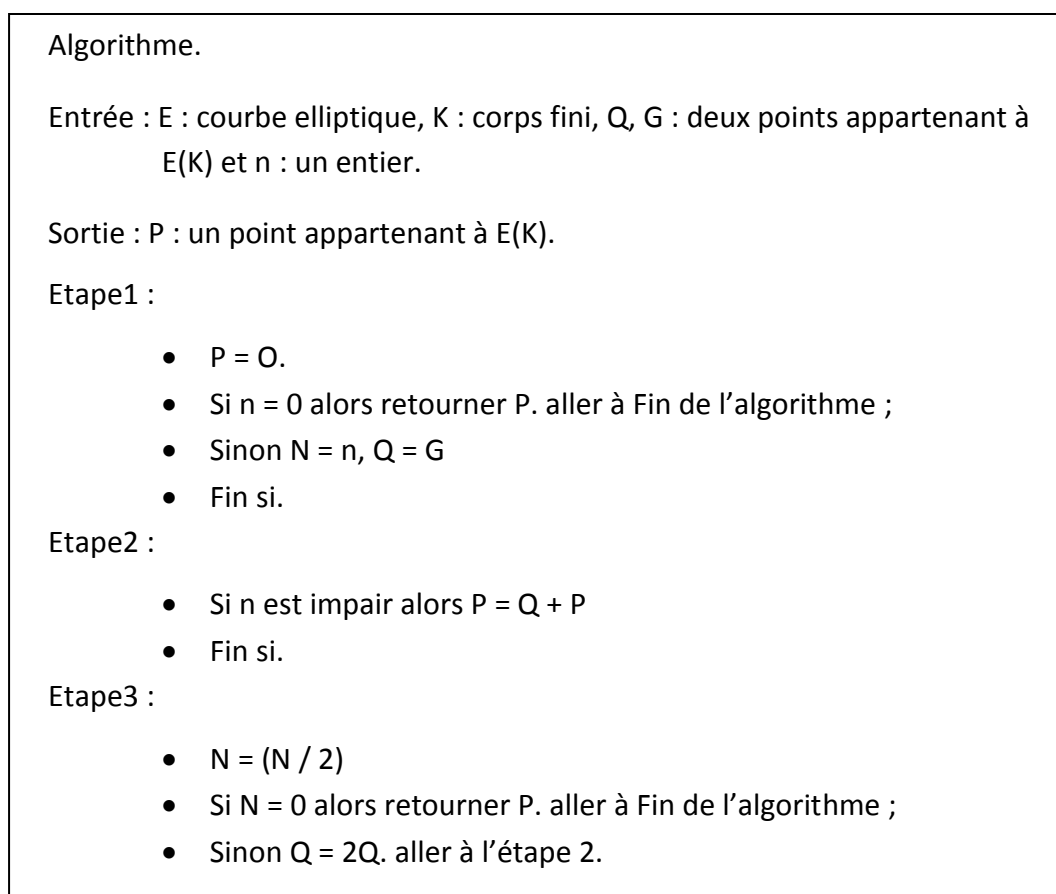 Algorithme.
Entrée : E : courbe elliptique, K : corps fini, Q, G : deux points appartenant à
E(K) et n : un entier.
Sortie : P : un point appartenant à E(K).
Etape1 :
• P = O.
• Si n = 0 alors retourner P. aller à Fin de l’algorithme ;
• Sinon N = n, Q = G
• Fin si.
Etape2 :
• Si n est impair alors P = Q + P
• Fin si.
Etape3 :
• N = (N / 2)
• Si N = 0 alors retourner P. aller à Fin de l’algorithme ;
• Sinon Q = 2Q. aller à l’étape 2.